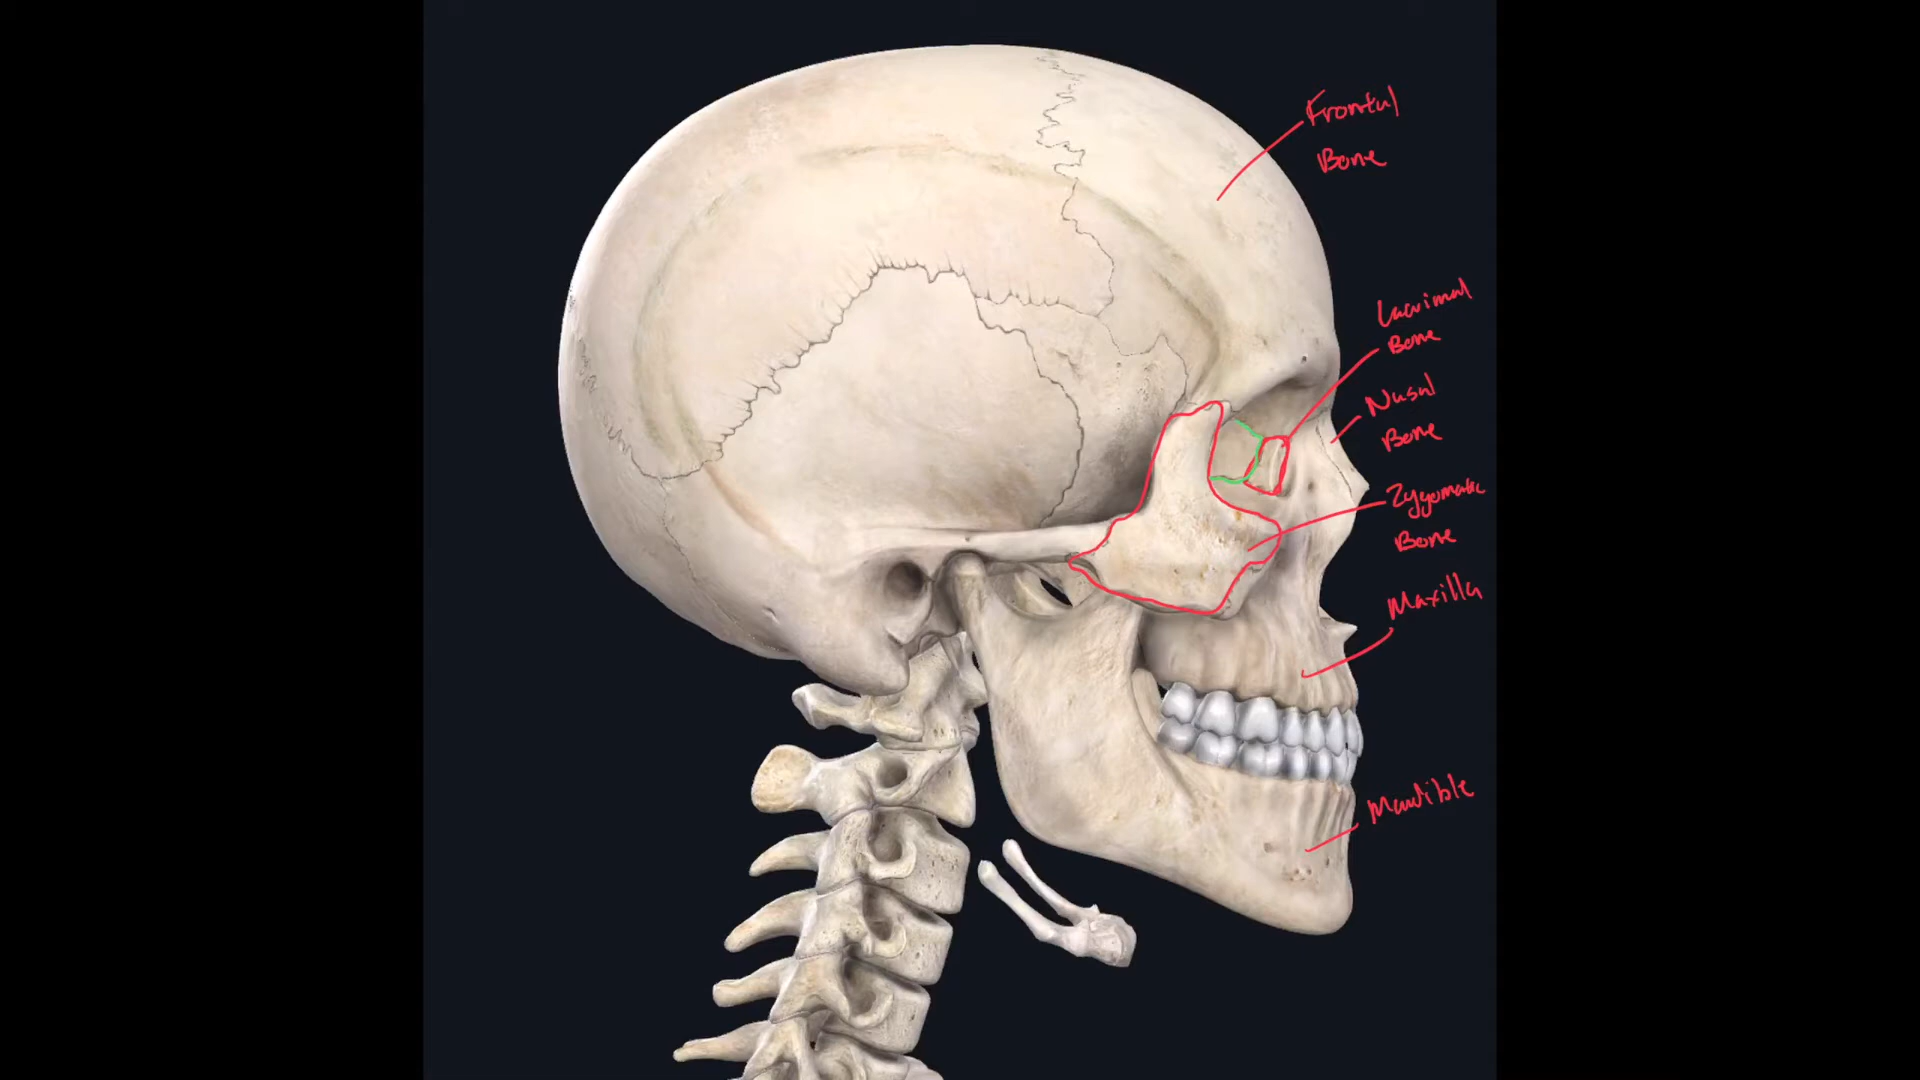 Frontal
Bone
Lacrimal
Bone
Nasal
Bone
Zygomatic
Bone
Maxilla
Mandible